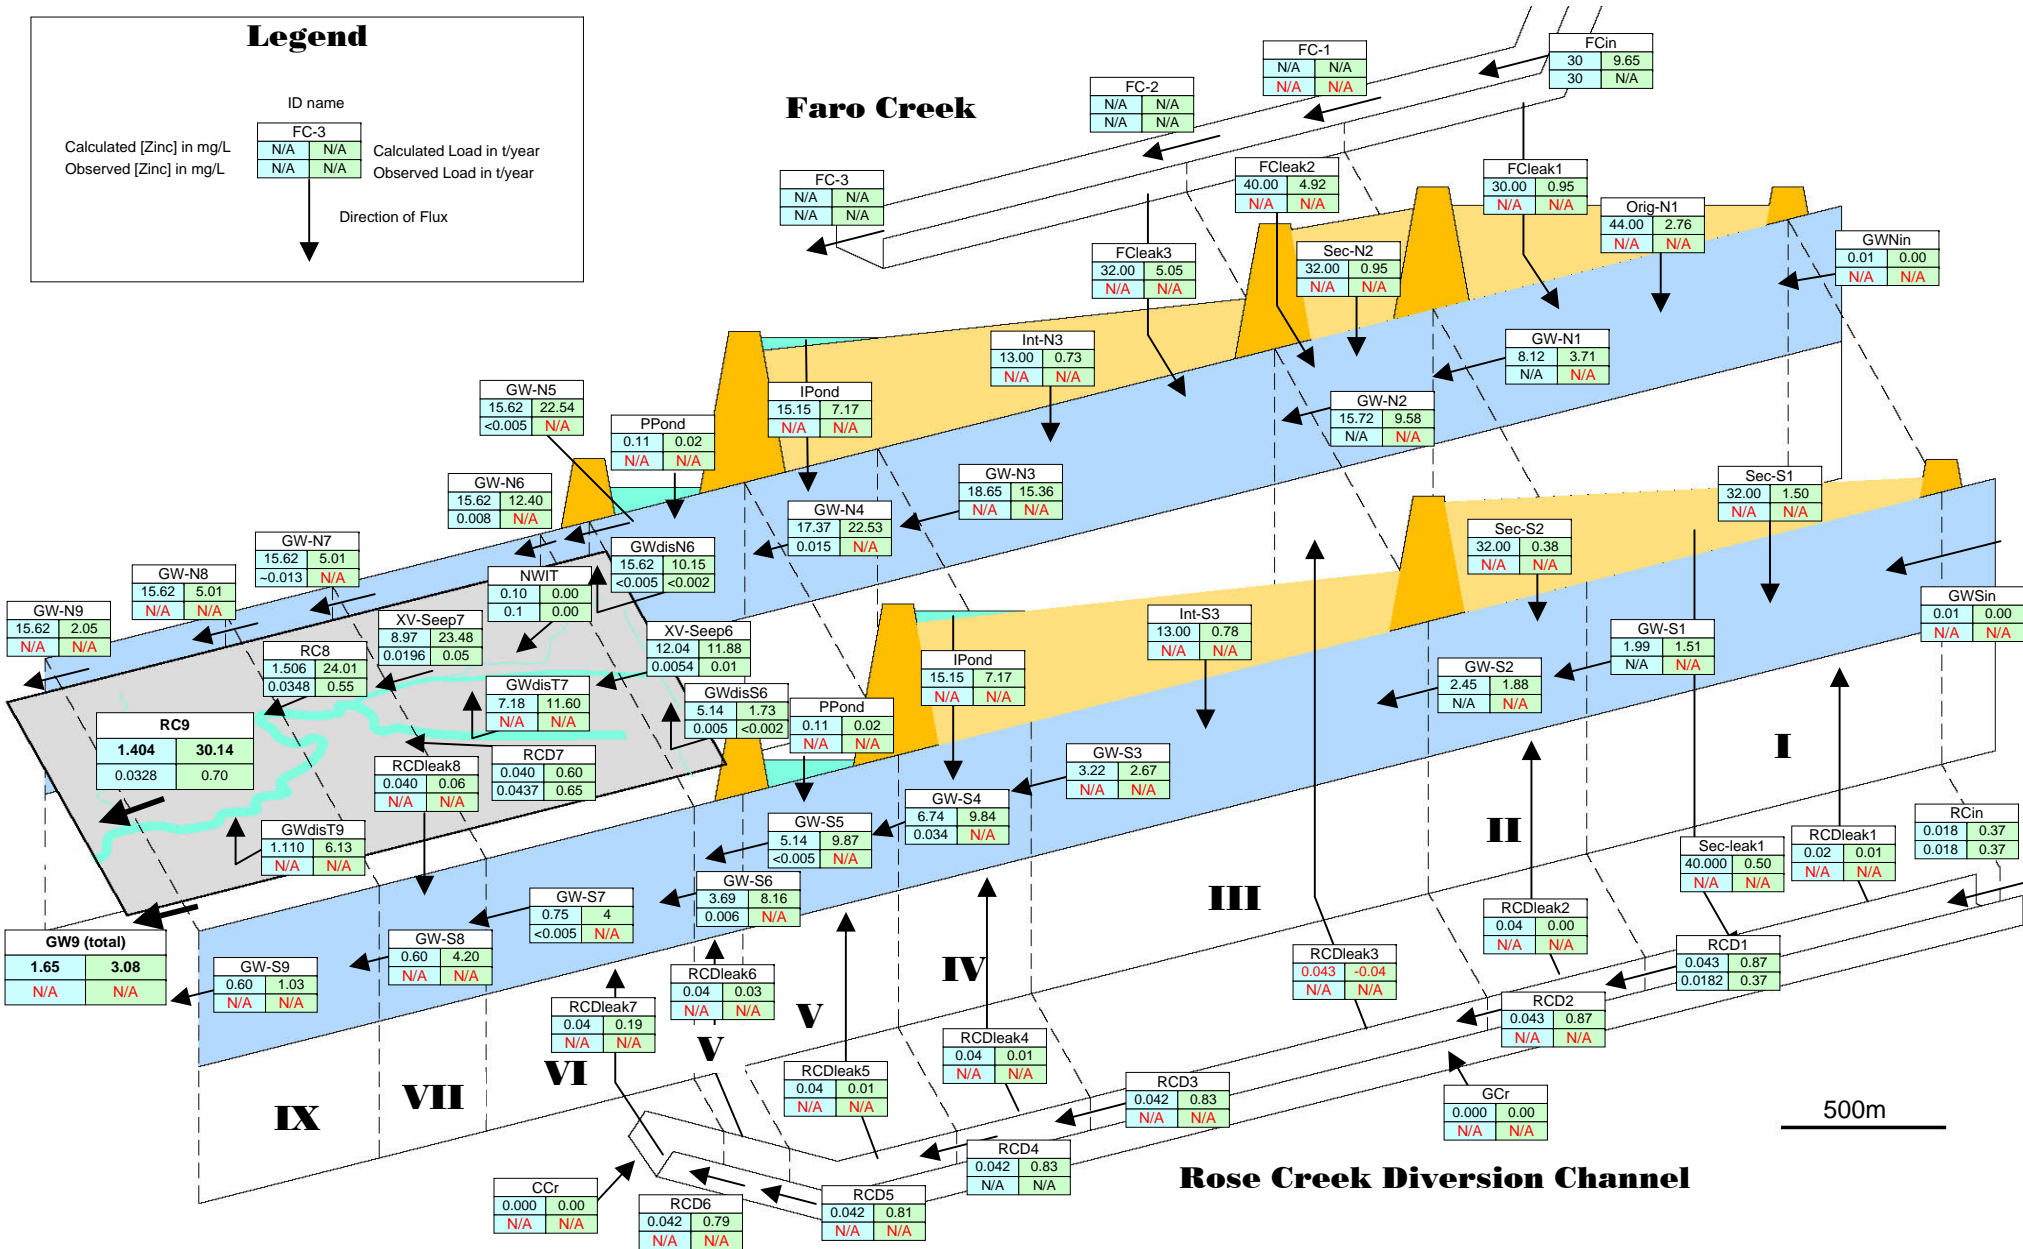 Legend
ID name
FC-3
Calculated [Zinc] in mg/L N/A N/A Calculated Load in t/year
Observed [Zinc] in mg/L N/A N/A Observed Load in t/year
Direction of Flux
Faro Creek
FCin
30 9.65
30 N/A
FC-1
N/A N/A
N/A N/A
FC-2
N/A N/A
N/A N/A
FC-3
N/A N/A
N/A N/A
FCleak2
40.00 4.92
N/A N/A
FCleak1
30.00 0.95
N/A N/A
Orig-N1
44.00 2.76
N/A N/A
GWNin
0.01 0.00
N/A N/A
FCleak3
32.00 5.05
N/A N/A
Sec-N2
32.00 0.95
N/A N/A
Int-N3
13.00 0.73
N/A N/A
GW-N1
8.12 3.71
N/A N/A
GW-N2
15.72 9.58
N/A N/A
GW-N5
15.62 22.54
<0.005 N/A
IPond
15.15 7.17
N/A N/A
PPond
0.11 0.02
N/A N/A
GW-N3
18.65 15.36
N/A N/A
GW-N6
15.62 12.40
0.008 N/A
GW-N4
17.37 22.53
0.015 N/A
Sec-S1
32.00 1.50
N/A N/A
Sec-S2
32.00 0.38
N/A N/A
GW-N7
15.62 5.01
~0.013 N/A
GWdisN6
15.62 10.15
<0.005 <0.002
GW-N8
15.62 5.01
N/A N/A
NWIT
0.10 0.00
0.1 0.00
GW-N9
15.62 2.05
N/A N/A
XV-Seep7
8.97 23.48
0.0196 0.05
XV-Seep6
12.04 11.88
0.0054 0.01
Int-S3
13.00 0.78
N/A N/A
GW-S1
1.99 1.51
N/A N/A
GWSin
0.01 0.00
N/A N/A
RC8
1.506 24.01
0.0348 0.55
IPond
15.15 7.17
N/A N/A
GW-S2
2.45 1.88
N/A N/A
GWdisT7
7.18 11.60
N/A N/A
GWdisS6
5.14 1.73
0.005 <0.002
PPond
0.11 0.02
N/A N/A
RC9
1.404 30.14
0.0328 0.70
RCDleak8
0.040 0.06
N/A N/A
RCD7
0.040 0.60
0.0437 0.65
GW-S3
3.22 2.67
N/A N/A
I
GW-S4
6.74 9.84
0.034 N/A
GW-S5
5.14 9.87
<0.005 N/A
GWdisT9
1.110 6.13
N/A N/A
II
RCin
0.018 0.37
0.018 0.37
RCDleak1
0.02 0.01
N/A N/A
Sec-leak1
40.000 0.50
N/A N/A
GW-S6
3.69 8.16
0.006 N/A
GW-S7
0.75 4
<0.005 N/A
III
RCDleak2
0.04 0.00
N/A N/A
GW9 (total)
1.65 3.08
N/A N/A
GW-S8
0.60 4.20
N/A N/A
GW-S9
0.60 1.03
N/A N/A
RCDleak6
0.04 0.03
N/A N/A
IV
RCDleak3
0.043 -0.04
N/A N/A
RCD1
0.043 0.87
0.0182 0.37
RCDleak7
0.04 0.19
N/A N/A
V
RCD2
0.043 0.87
N/A N/A
RCDleak4
0.04 0.01
N/A N/A
V
VI
RCDleak5
0.04 0.01
N/A N/A
RCD3
0.042 0.83
N/A N/A
VII
IX
GCr
0.000 0.00
N/A N/A
500m
RCD4
0.042 0.83
N/A N/A
Rose Creek Diversion Channel
CCr
0.000 0.00
N/A N/A
RCD5
0.042 0.81
N/A N/A
RCD6
0.042 0.79
N/A N/A